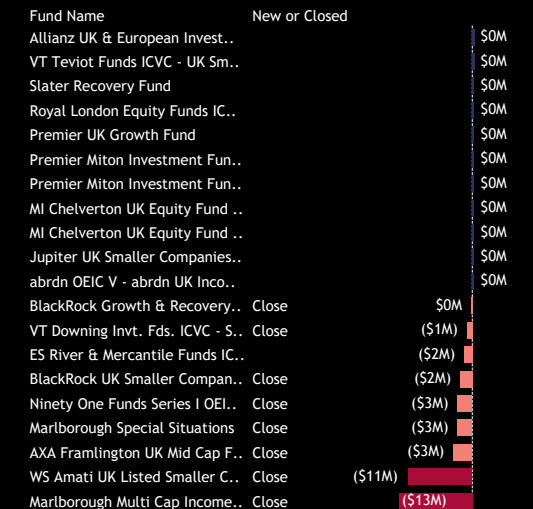 Fund Name New or Closed
Allianz UK & European Invest.. $0M
VT Teviot Funds ICVC - UK Sm.. $0M
Slater Recovery Fund $0M
Royal London Equity Funds IC.. $0M
Premier UK Growth Fund $0M
Premier Miton Investment Fun.. $0M
Premier Miton Investment Fun.. $0M
MI Chelverton UK Equity Fund .. $0M
MI Chelverton UK Equity Fund .. $0M
Jupiter UK Smaller Companies.. $0M
abrdn OEIC V - abrdn UK Inco.. $0M
BlackRock Growth & Recovery.. Close $0M
VT Downing Invt. Fds. ICVC - S.. Close ($1M)
ES River & Mercantile Funds IC.. ($2M)
BlackRock UK Smaller Compan.. Close ($2M)
Ninety One Funds Series I OEI.. Close ($3M)
Marlborough Special Situations Close ($3M)
AXA Framlington UK Mid Cap F.. Close ($3M)
WS Amati UK Listed Smaller C.. Close ($11M)
Marlborough Multi Cap Income.. Close ($13M)